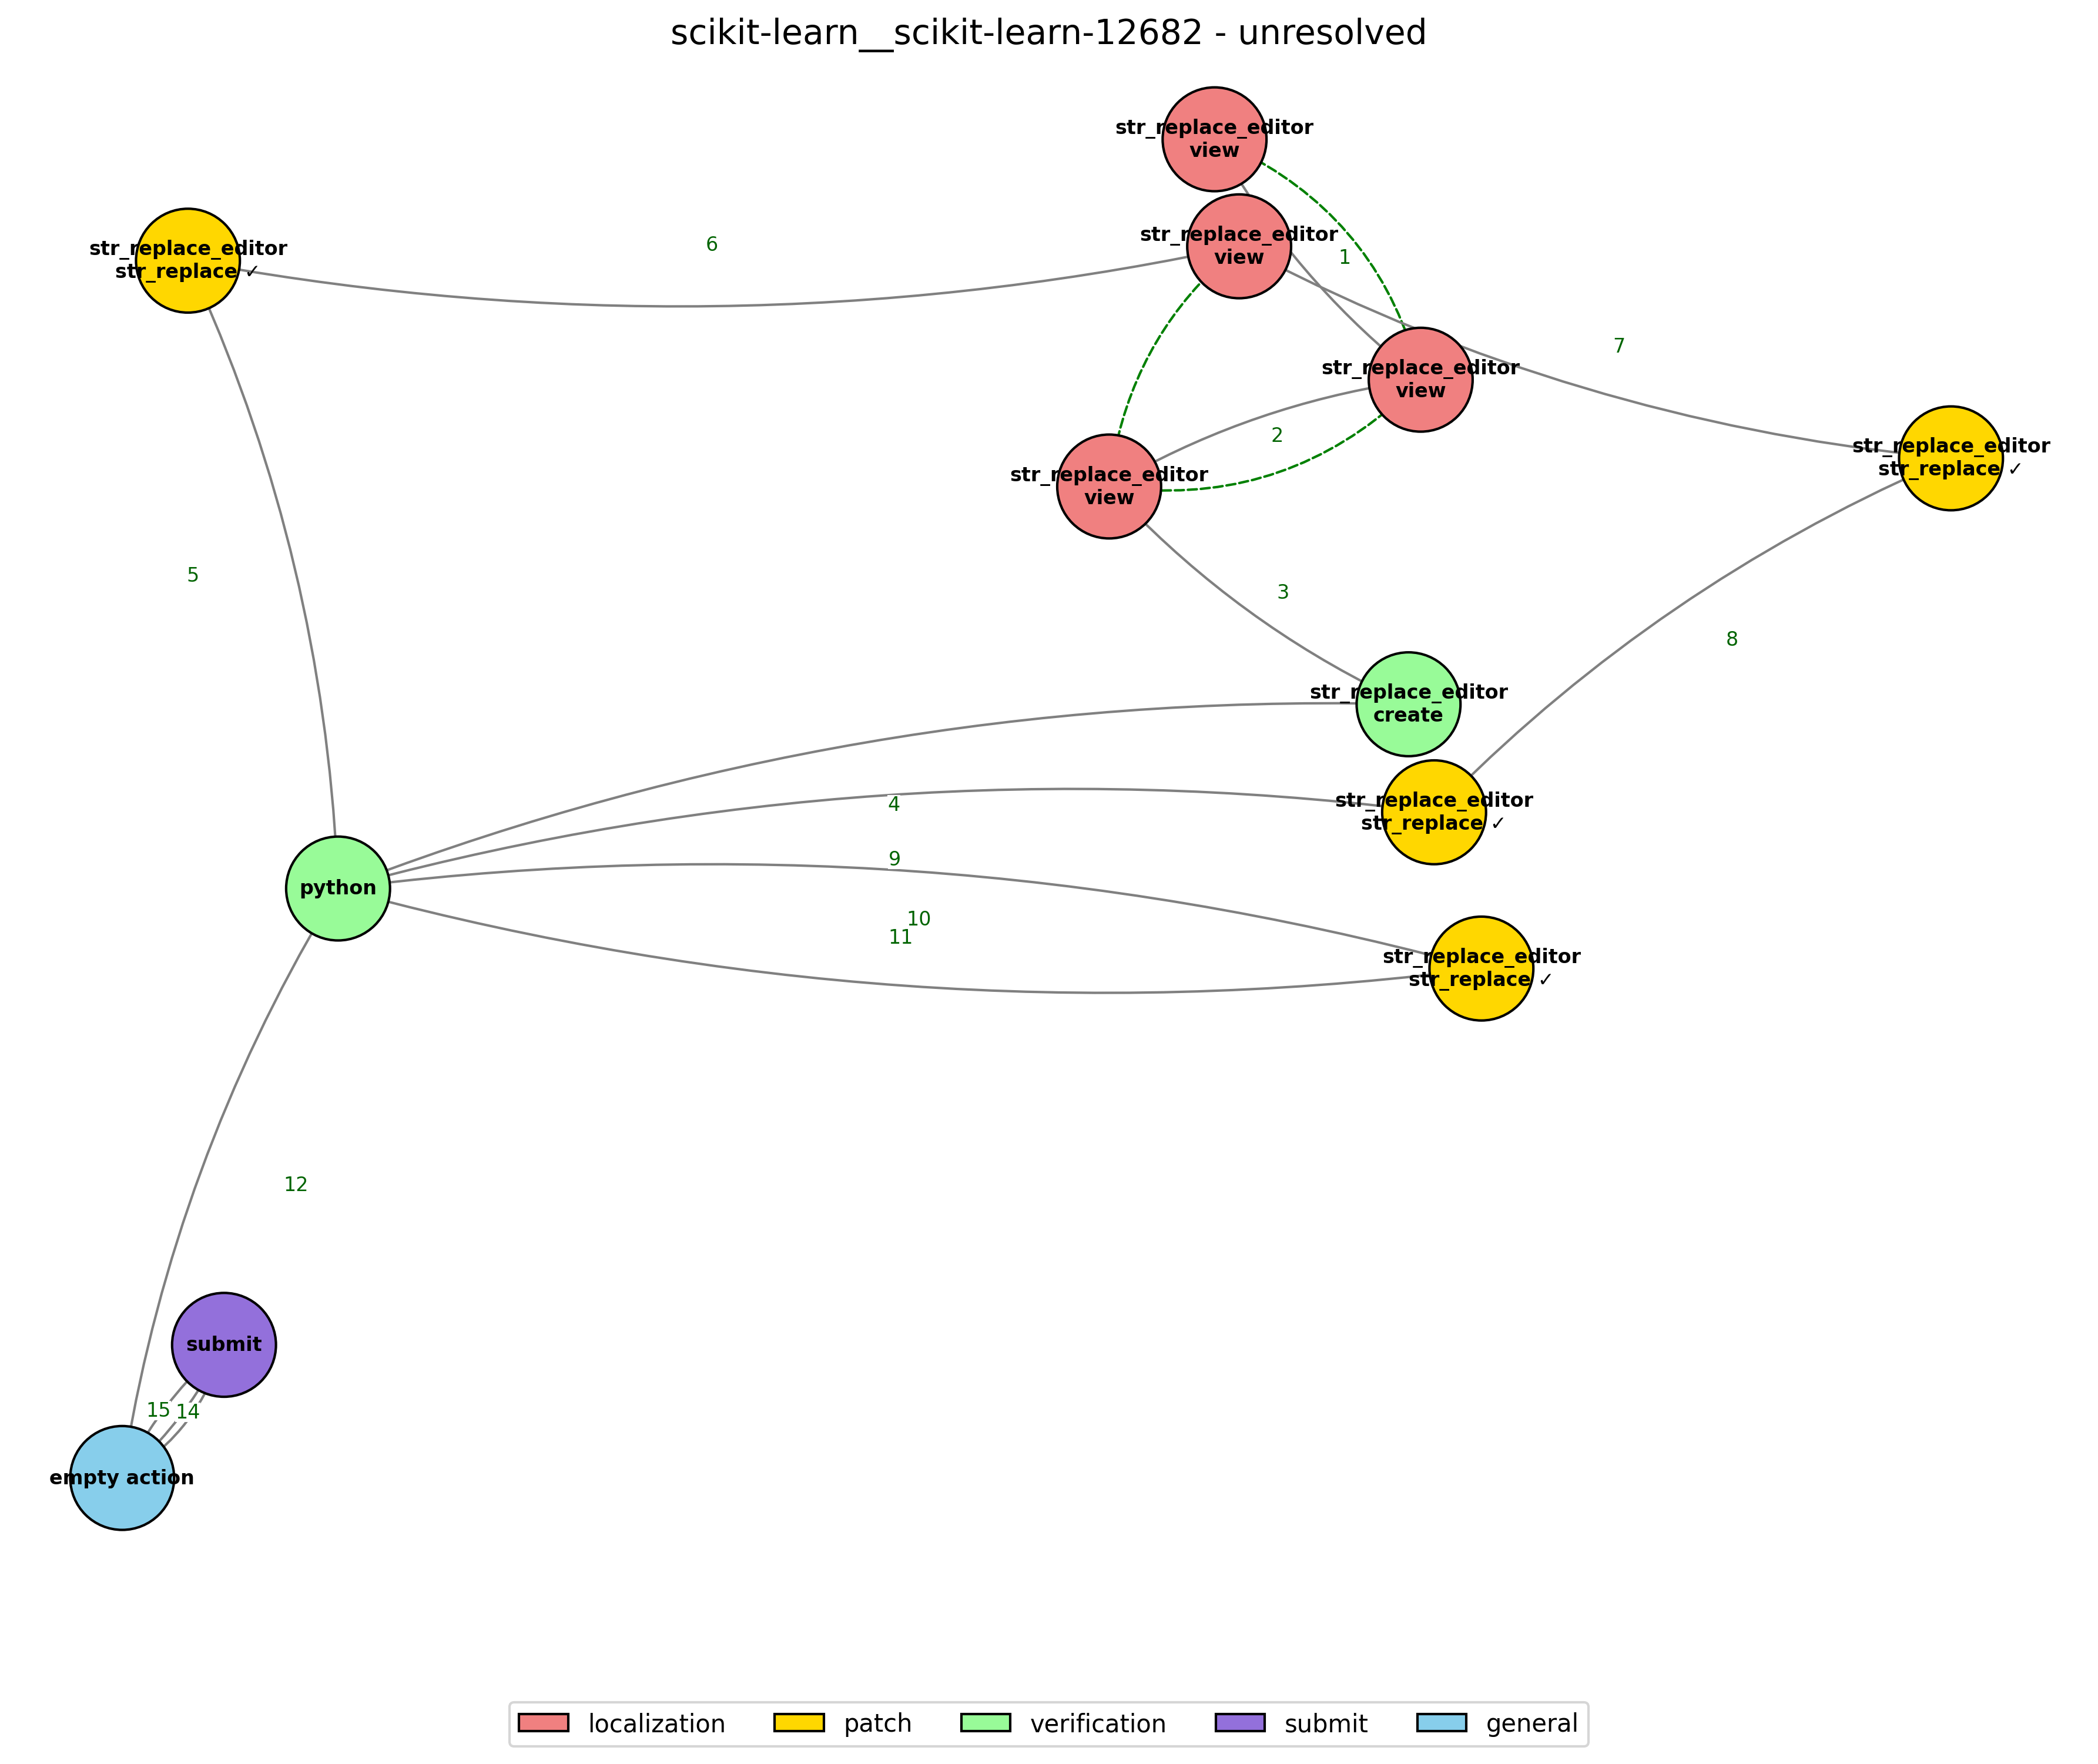 scikit-learn__scikit-learn-12682 - unresolved
str_replace_editor
view
str_replace_editor
view
1
6
str_replace_editor
str_replace ✓
7
str_replace_editor
view
2
str_replace_editor
view
str_replace_editor
str_replace ✓
5
3
8
str_replace_editor
create
4
str_replace_editor
str_replace ✓
9
python
10
11
str_replace_editor
str_replace ✓
12
submit
15
14
empty action
localization
patch
verification
submit
general